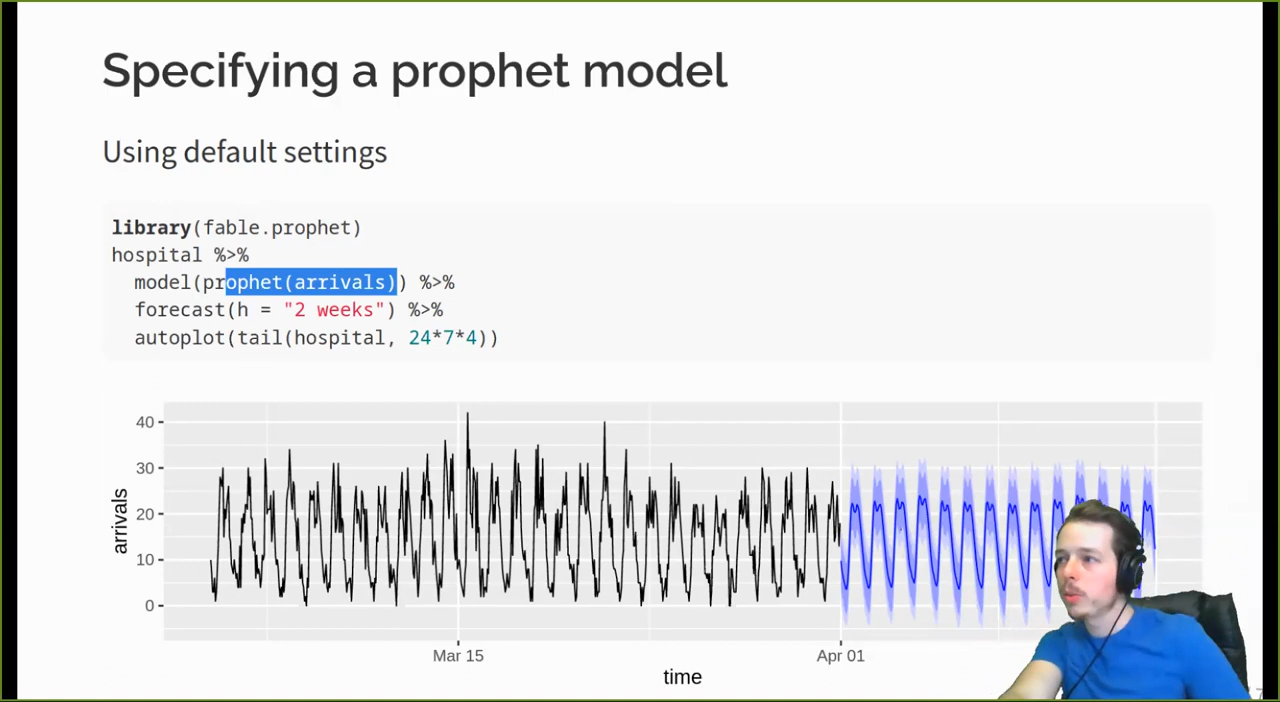 Specifying a prophet model
Using default settings
library(fable.prophet)
hospital %>%
model(prophet(arrivals)) %>%
forecast(h = "2 weeks") %>%
autoplot(tail(hospital, 24*7*4))
40
30
20
10
0
arrivals
Mar 15
Apr 01
time